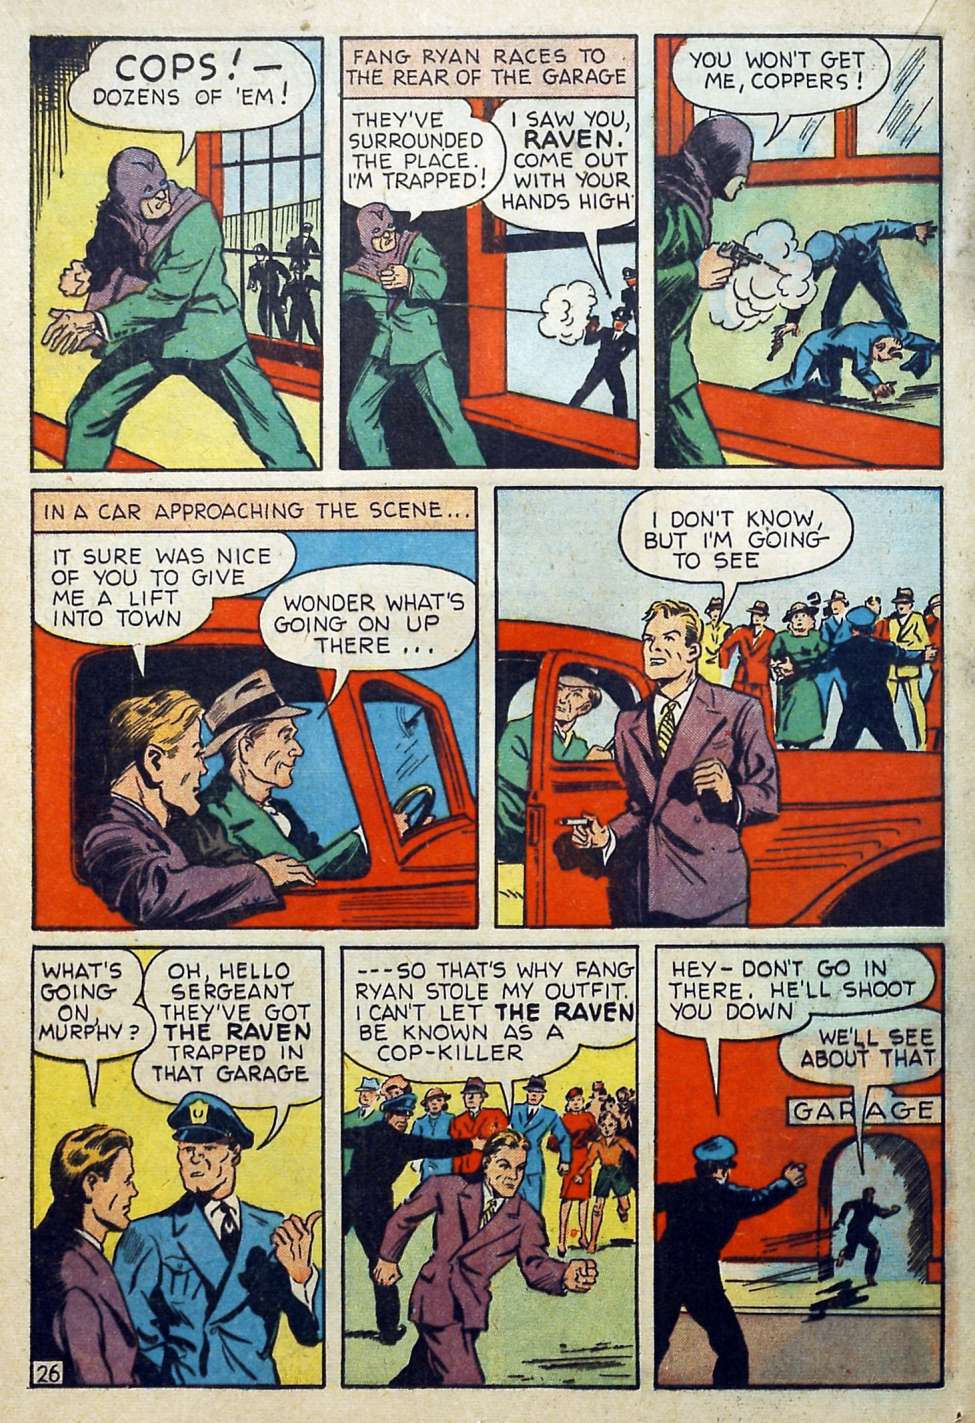 COPS! —
DOZENS OF 'EM!
FANG RYAN RACES TO
THE REAR OF THE GARAGE
THEY'VE
SURROUNDED
THE PLACE.
I'M TRAPPED!
I SAW YOU,
RAVEN.
COME OUT
WITH YOUR
HANDS HIGH
YOU WON'T GET
ME, COPPERS!
IN A CAR APPROACHING THE SCENE...
IT SURE WAS NICE
OF YOU TO GIVE
ME A LIFT
INTO TOWN
WONDER WHAT'S
GOING ON UP
THERE ...
I DON'T KNOW,
BUT I'M GOING
TO SEE
WHAT'S
GOING
ON,
MURPHY?
OH, HELLO
SERGEANT
THEY'VE GOT
THE RAVEN
TRAPPED IN
THAT GARAGE
---SO THAT'S WHY FANG
RYAN STOLE MY OUTFIT.
I CAN'T LET THE RAVEN
BE KNOWN AS A
COP-KILLER
HEY- DON'T GO IN
THERE. HE'LL SHOOT
YOU DOWN
WE'LL SEE
ABOUT THAT
GARAGE
26